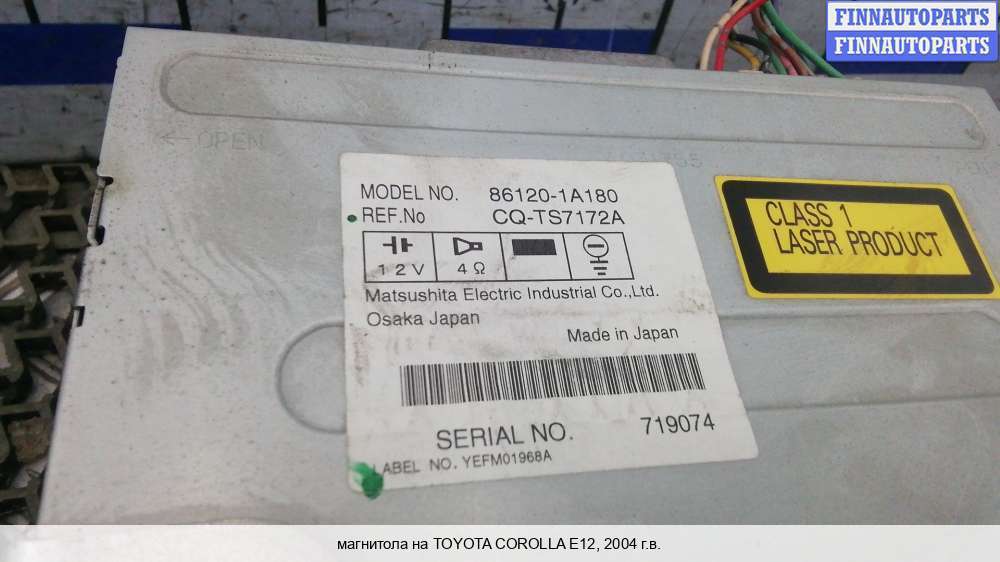 FINNAUTOPARTS
FINNAUTOPARTS
<-OPEN
MODEL NO. 86120-1A180
REF.No CQ-TS7172A
12V 4Ω
Matsushita Electric Industrial Co.,Ltd.
Osaka Japan
Made in Japan
SERIAL NO. 719074
LABEL NO. YEFM01968A
CLASS 1
LASER PRODUCT
магнитола на TOYOTA COROLLA E12, 2004 г.в.